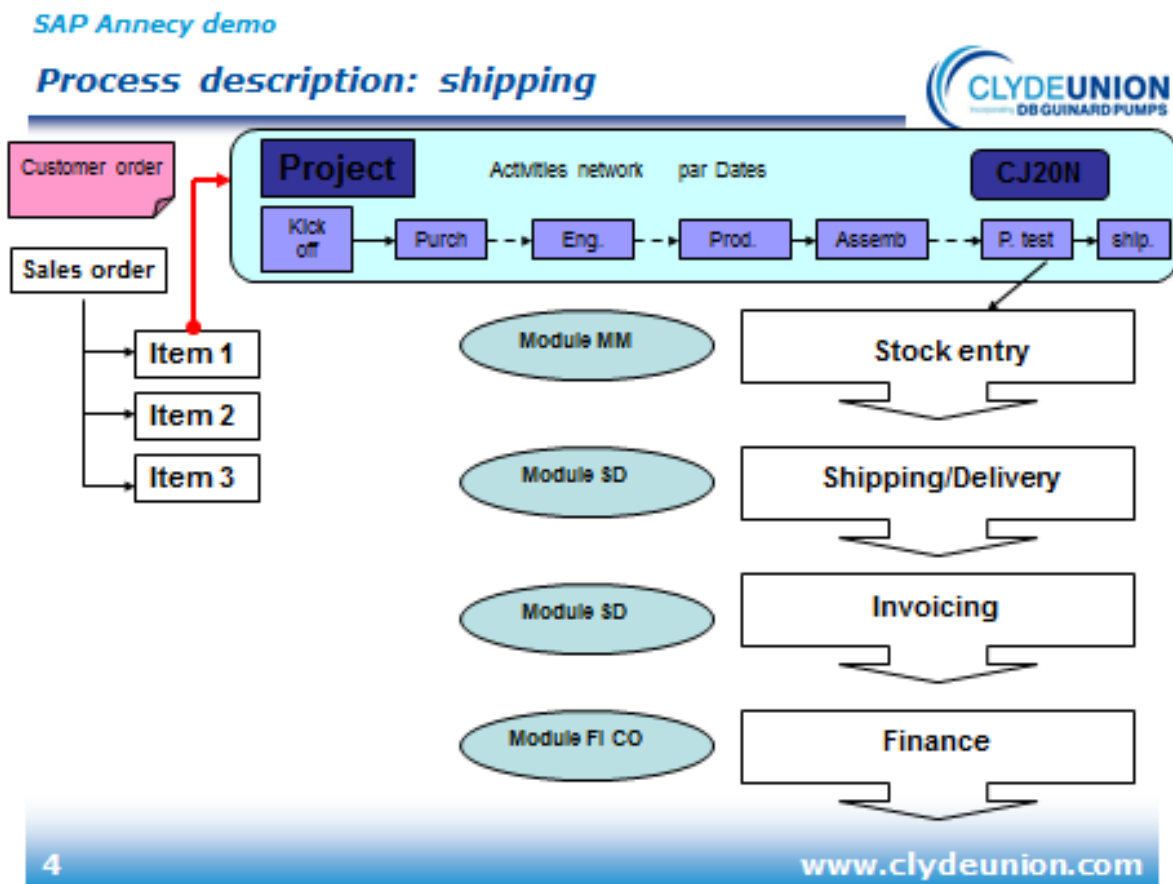 SAP Annecy demo
Process description: shipping
CLYDEUNION
DB GUINARD PUMPS
Customer order
Project
Activities network par Dates
CJ20N
Kick
off
Purch
Eng.
Prod.
Assemb
P. test
ship.
Sales order
Item 1
Item 2
Item 3
Module MM
Stock entry
Module SD
Shipping/Delivery
Module SD
Invoicing
Module FI CO
Finance
4
www.clydeunion.com